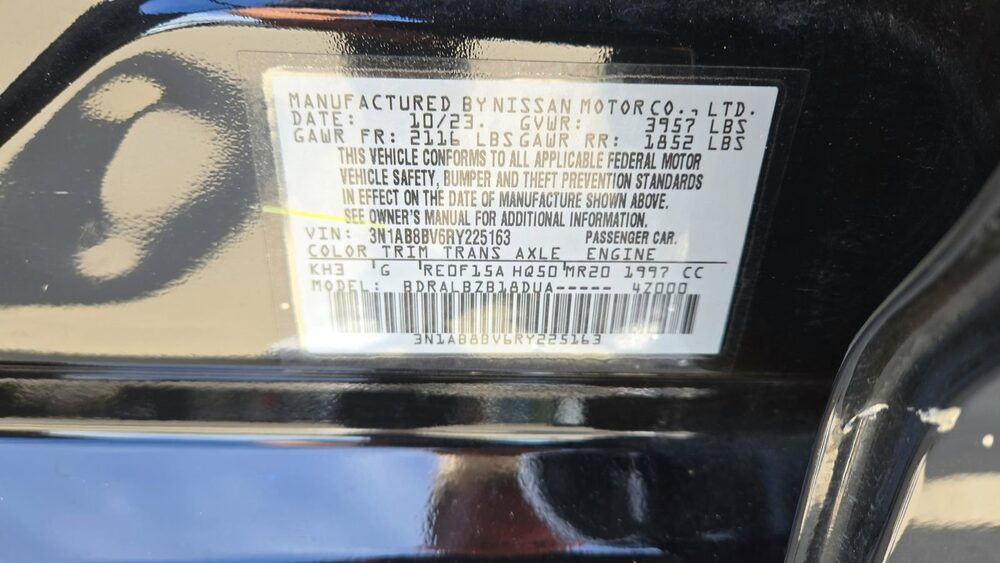 MANUFACTURED BY NISSAN MOTOR CO., LTD.
DATE: 10/23. GVWR: 3957 LBS
GAWR FR: 2116 LBS GAWR RR: 1852 LBS
THIS VEHICLE CONFORMS TO ALL APPLICABLE FEDERAL MOTOR
VEHICLE SAFETY, BUMPER AND THEFT PREVENTION STANDARDS
IN EFFECT ON THE DATE OF MANUFACTURE SHOWN ABOVE.
SEE OWNER'S MANUAL FOR ADDITIONAL INFORMATION.
VIN: 3N1AB8BV6RY225163 PASSENGER CAR.
COLOR TRIM TRANS AXLE ENGINE
KH3 G RE0F15A HQ50 MR20 1997 CC
MODEL: BDRALBZB18DUA----- 4Z000
3N1AB8BV6RY225163